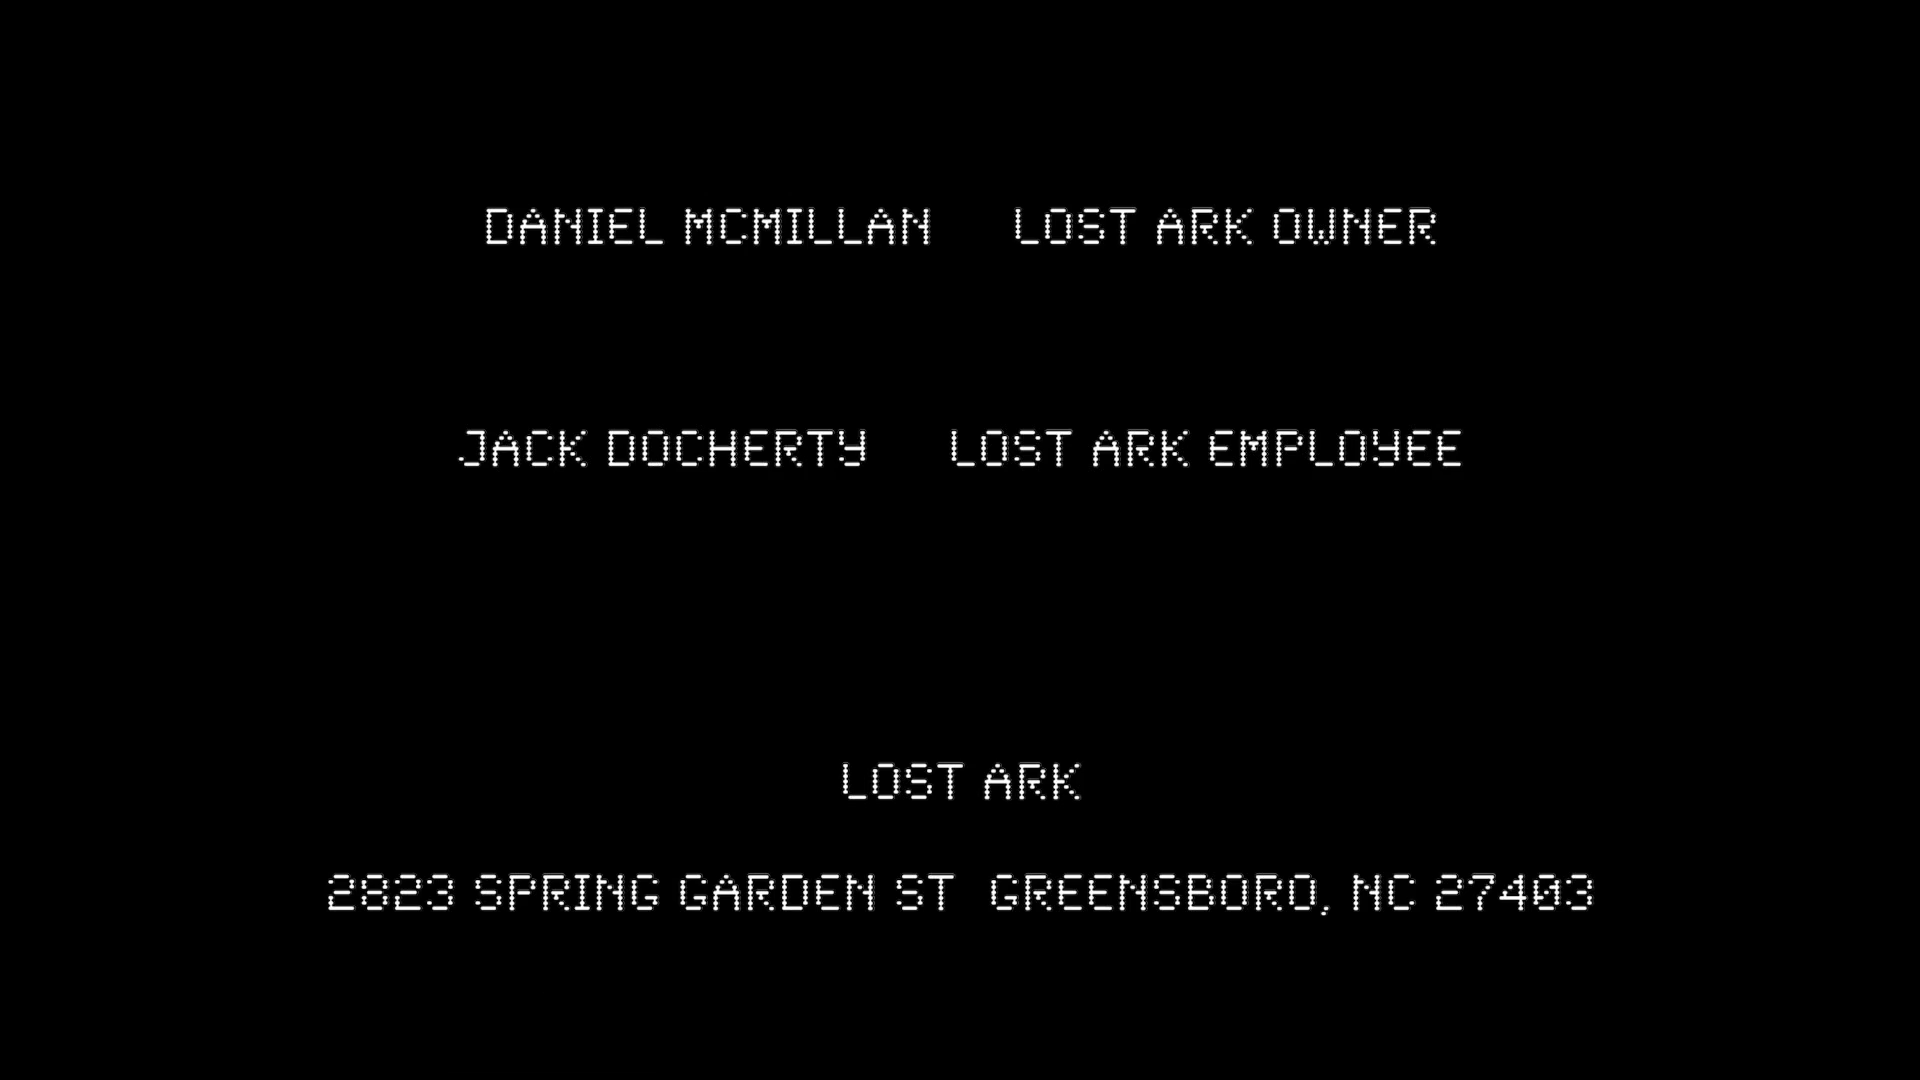 DANIEL MCMILLAN LOST ARK OWNER
JACK DOCHERTY LOST ARK EMPLOYEE
LOST ARK
2823 SPRING GARDEN ST GREENSBORO, NC 27403